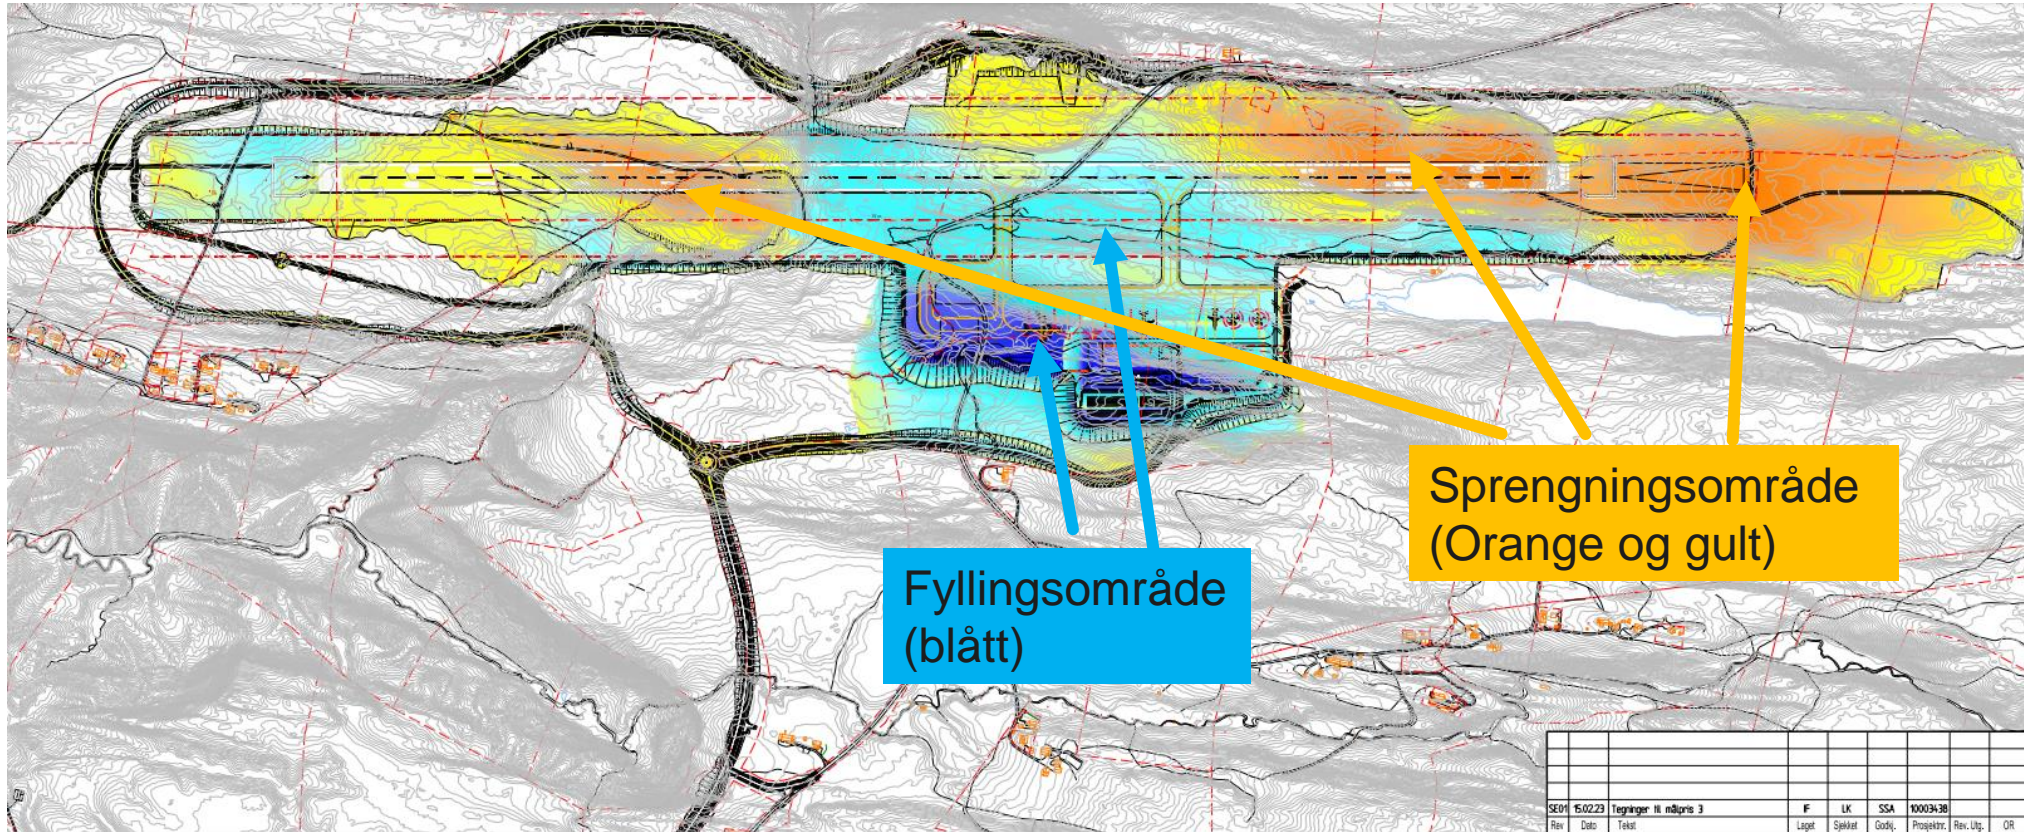 Sprengningsområde
(Orange og gult)
Fyllingsområde
(blått)
SE01 15.02.23 Tegninger til målpris 3 IF LK SSA 10003438
Rev Dato Tekst Laget Sjekket Godkj. Prosjektnr. Rev. Utg. OR